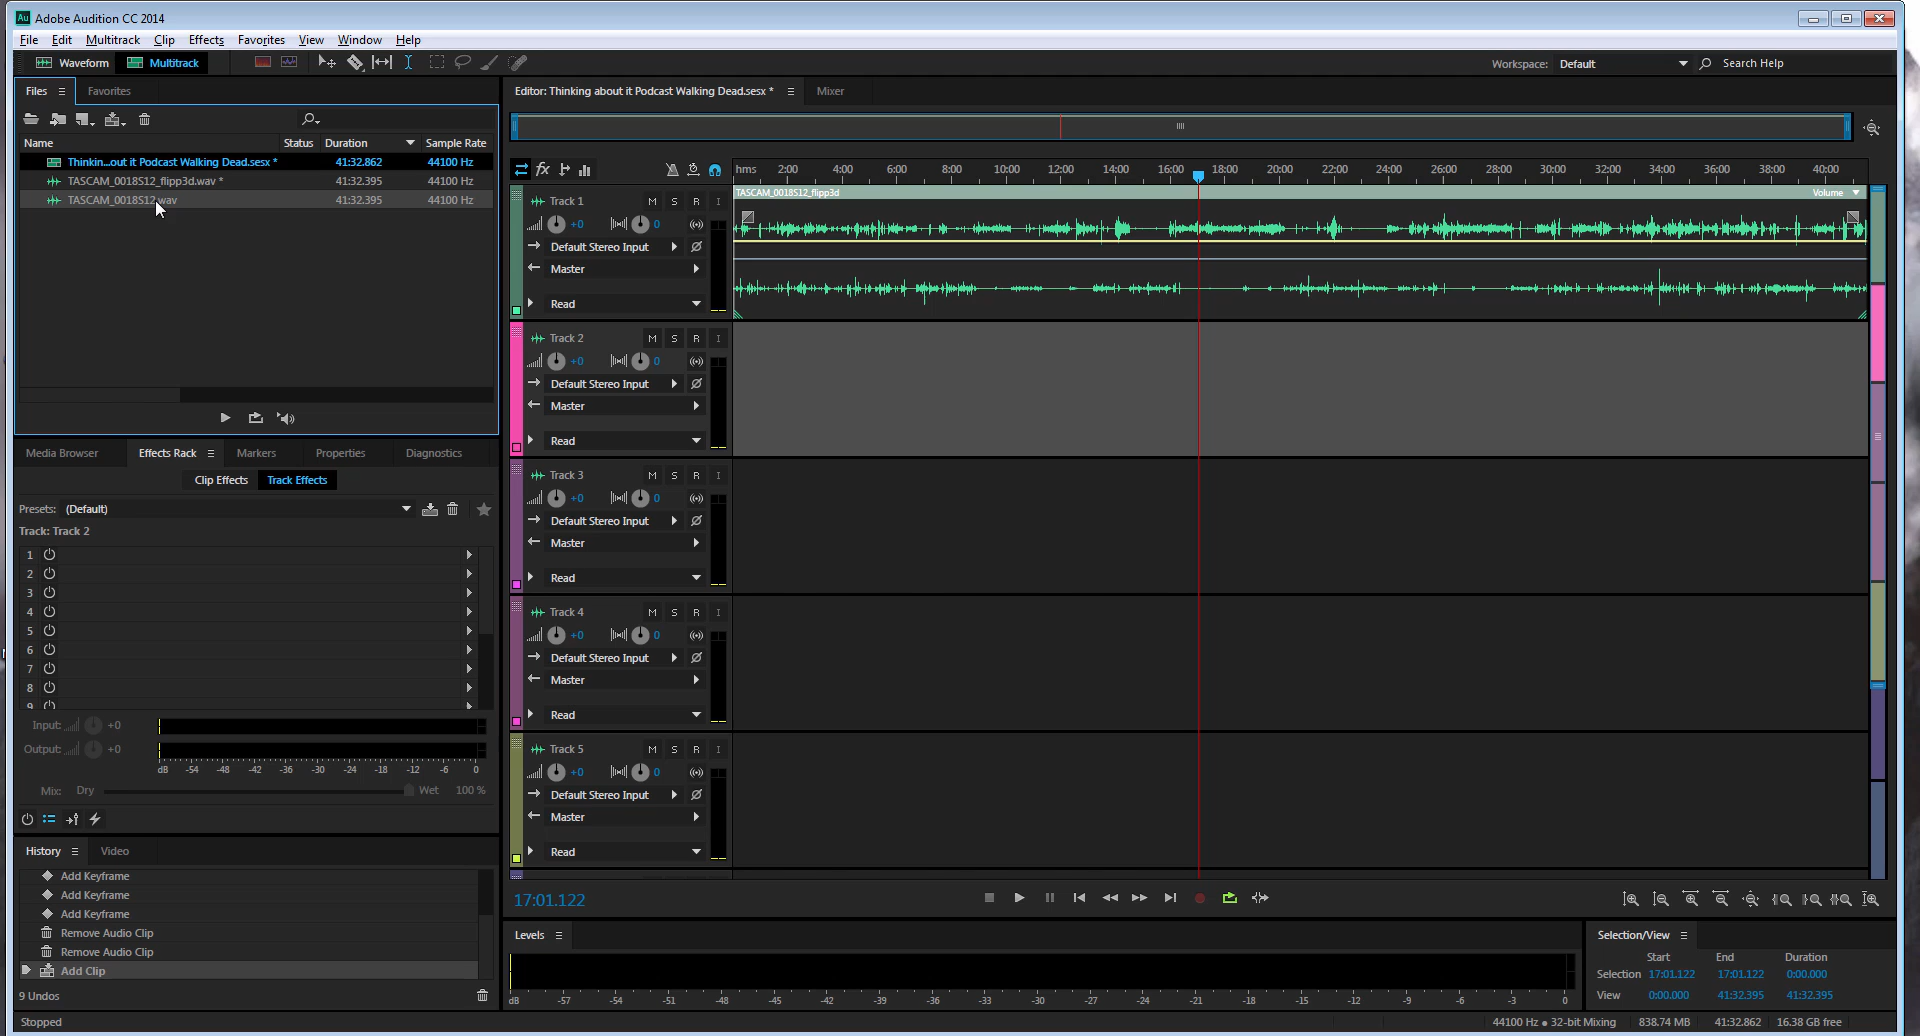 Au Adobe Audition CC 2014
File Edit Multitrack Clip Effects Favorites View Window Help
Waveform Multitrack Workspace: Default Search Help
Files Favorites
Name Status Duration Sample Rate
Thinkin...out it Podcast Walking Dead.sesx * 41:32.862 44100 Hz
TASCAM_0018S12_flipp3d.wav * 41:32.395 44100 Hz
TASCAM_0018S12.wav 41:32.395 44100 Hz
Media Browser Effects Rack Markers Properties Diagnostics
Clip Effects Track Effects
Presets: (Default)
Track: Track 2
1
2
3
4
5
6
7
8
9
Input: +0
Output: +0
dB -54 -48 -42 -36 -30 -24 -18 -12 -6 0
Mix: Dry Wet 100 %
History Video
Add Keyframe
Add Keyframe
Add Keyframe
Remove Audio Clip
Remove Audio Clip
Add Clip
9 Undos
Stopped
Editor: Thinking about it Podcast Walking Dead.sesx * Mixer
fx hms 2:00 4:00 6:00 8:00 10:00 12:00 14:00 16:00 18:00 20:00 22:00 24:00 26:00 28:00 30:00 32:00 34:00 36:00 38:00 40:00
TASCAM_0018S12_flipp3d Volume
Track 1 M S R I
+0 0
Default Stereo Input
Master
Read
Track 2 M S R I
+0 0
Default Stereo Input
Master
Read
Track 3 M S R I
+0 0
Default Stereo Input
Master
Read
Track 4 M S R I
+0 0
Default Stereo Input
Master
Read
Track 5 M S R I
+0 0
Default Stereo Input
Master
Read
17:01.122
Levels
dB -57 -54 -51 -48 -45 -42 -39 -36 -33 -30 -27 -24 -21 -18 -15 -12 -9 -6 -3 0
Selection/View
Start End Duration
Selection 17:01.122 17:01.122 0:00.000
View 0:00.000 41:32.395 41:32.395
44100 Hz ● 32-bit Mixing 838.74 MB 41:32.862 16.38 GB free